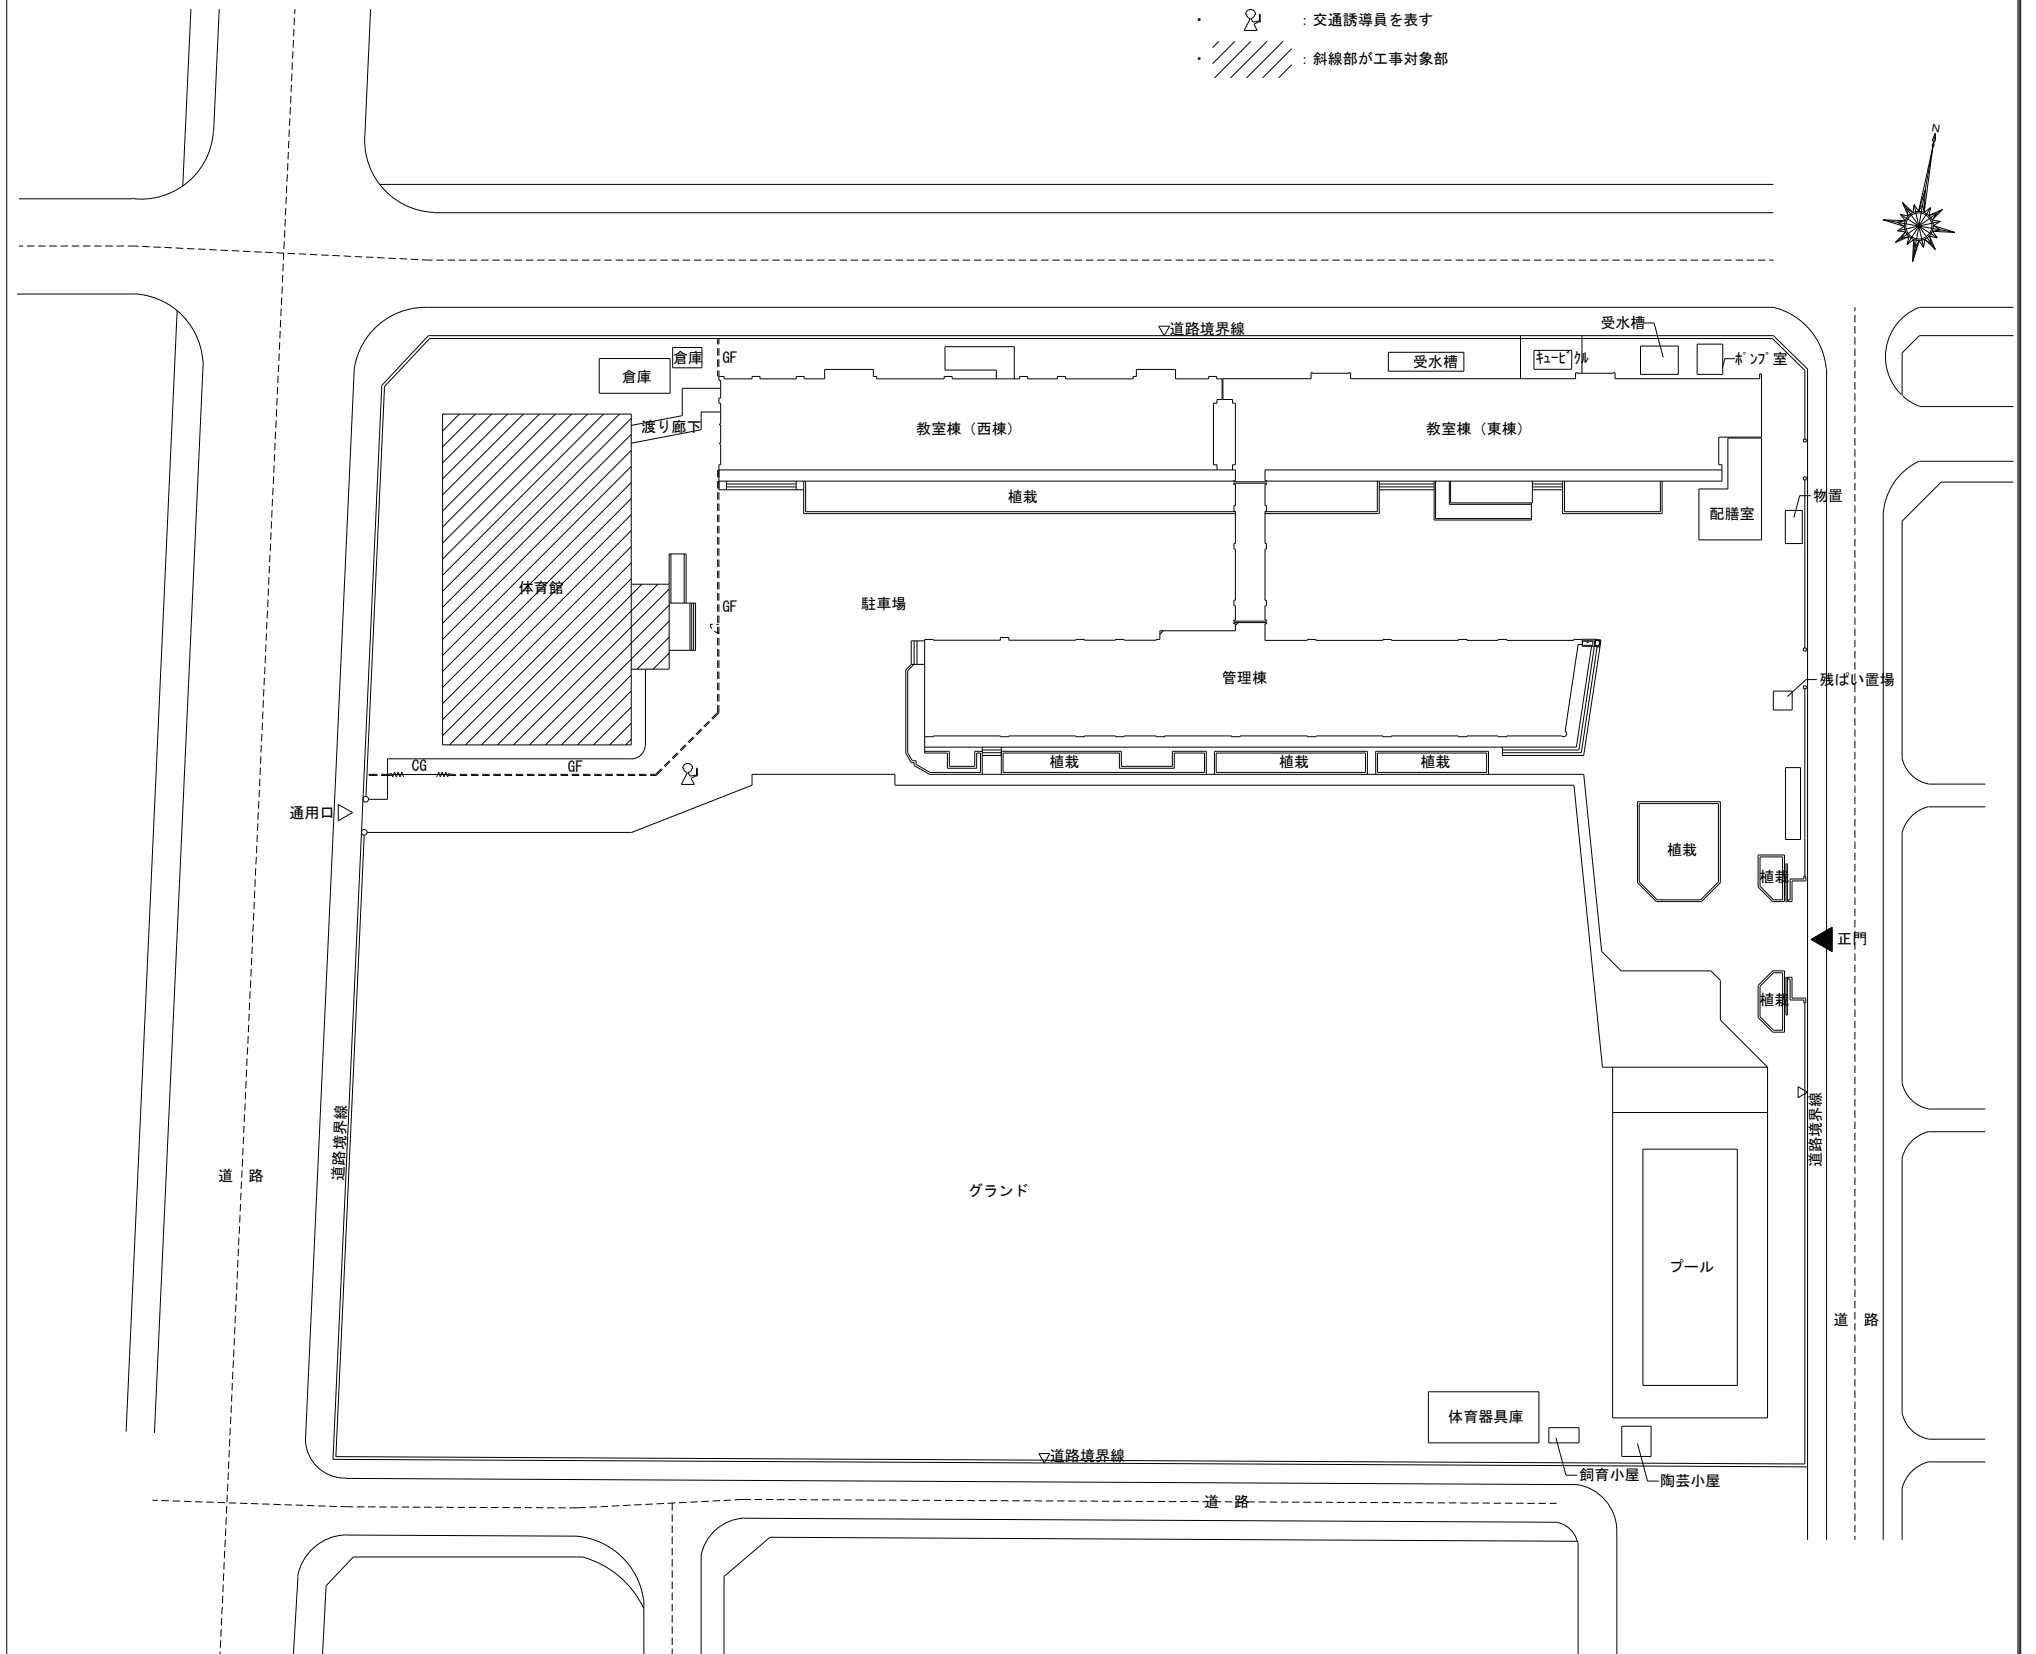 ・ : 交通誘導員を表す
・ : 斜線部が工事対象部
N
受水槽
▽道路境界線
倉庫
GF
受水槽
ｷｭｰﾋﾞｸﾙ
ﾎﾟﾝﾌﾟ室
倉庫
渡り廊下
教室棟（西棟）
教室棟（東棟）
植栽
物置
配膳室
体育館
駐車場
GF
管理棟
残ぱい置場
植栽
植栽
植栽
CG
GF
通用口
植栽
植栽
正門
植栽
道路境界線
道路境界線
道 路
グランド
プール
道 路
体育器具庫
▽道路境界線
飼育小屋
陶芸小屋
道 路